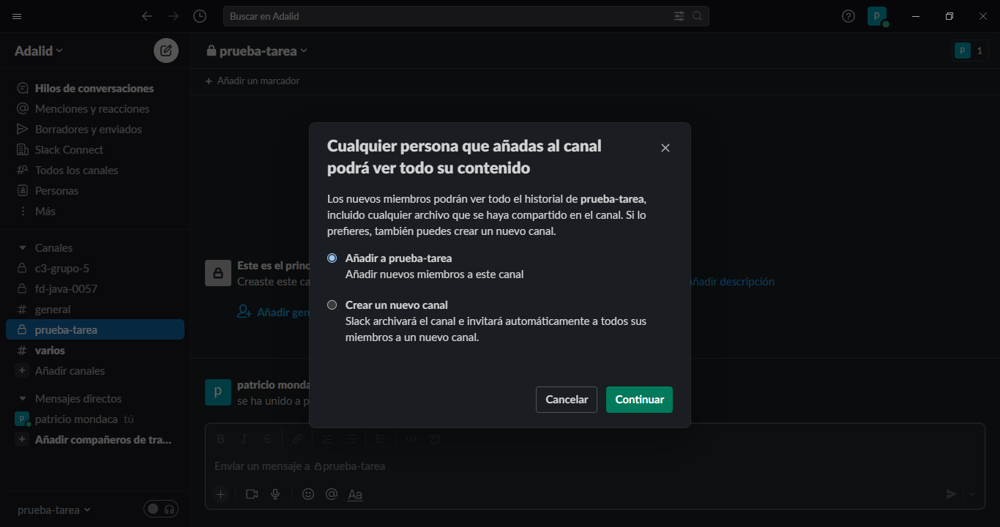 Buscar en Adalid
P
Adalid
prueba-tarea
P 1
+ Añadir un marcador
Hilos de conversaciones
Menciones y reacciones
Borradores y enviados
Slack Connect
Todos los canales
Personas
Más
Canales
c3-grupo-5
fd-java-0057
# general
prueba-tarea
# varios
+ Añadir canales
Mensajes directos
P patricio mondaca tú
+ Añadir compañeros de tra...
prueba-tarea
Cualquier persona que añadas al canal
podrá ver todo su contenido
Los nuevos miembros podrán ver todo el historial de prueba-tarea,
incluido cualquier archivo que se haya compartido en el canal. Si lo
prefieres, también puedes crear un nuevo canal.
Añadir a prueba-tarea
Añadir nuevos miembros a este canal
Crear un nuevo canal
Slack archivará el canal e invitará automáticamente a todos sus
miembros a un nuevo canal.
Cancelar Continuar
Este es el princ
Creaste este ca
ñadir descripción
Añadir gen
P
patricio monda
se ha unido a p
B I S
Enviar un mensaje a prueba-tarea
+ @ Aa